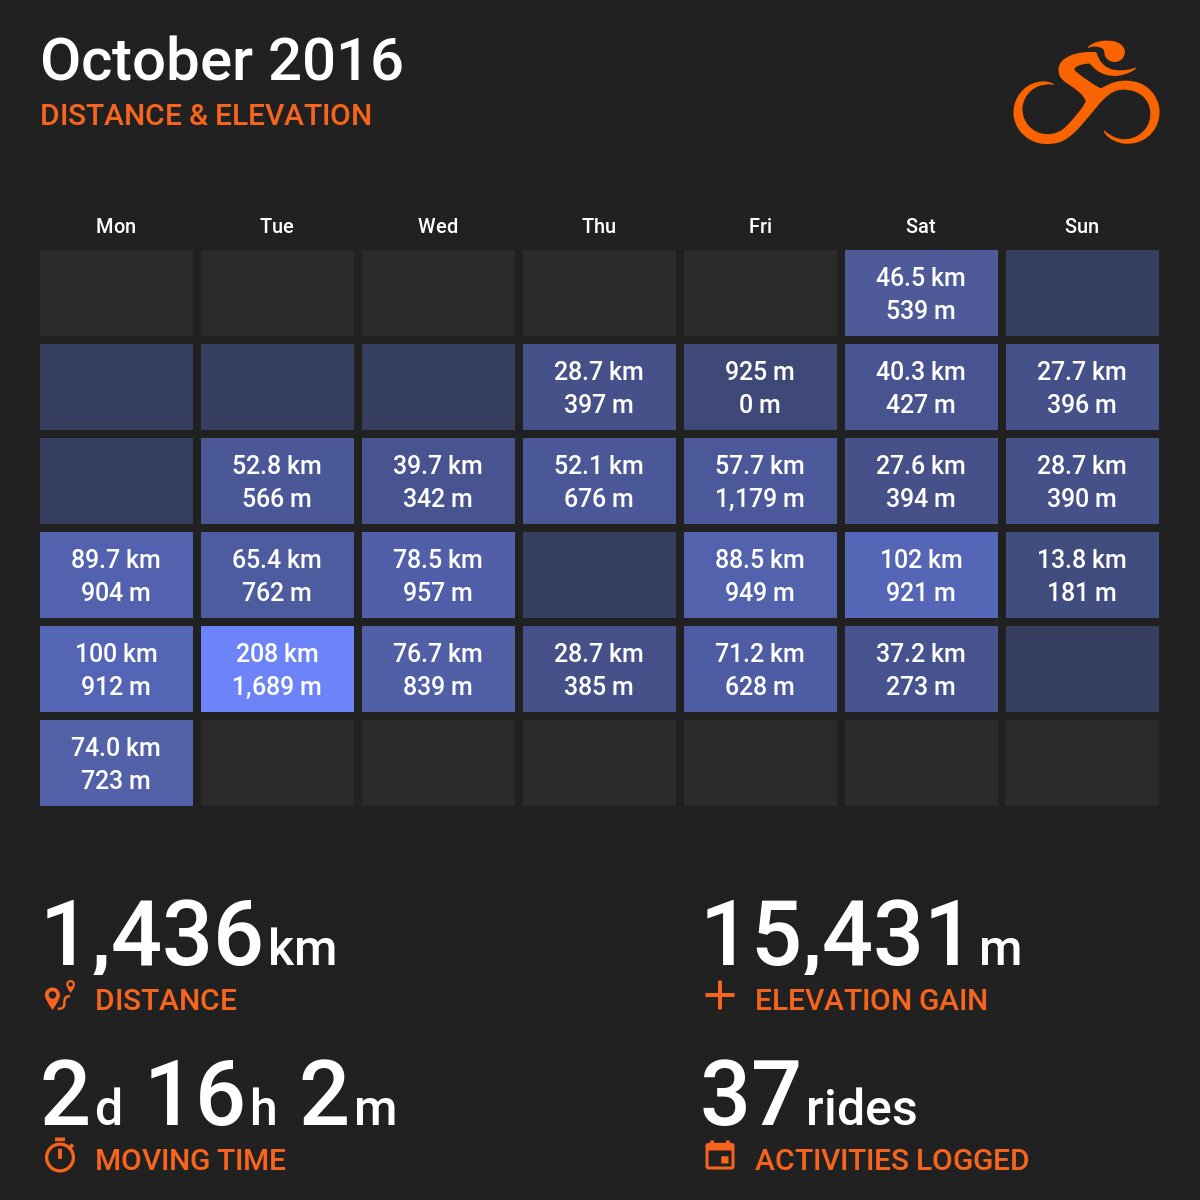 October 2016
DISTANCE & ELEVATION
Mon Tue Wed Thu Fri Sat Sun
46.5 km
539 m
28.7 km 925 m 40.3 km 27.7 km
397 m 0 m 427 m 396 m
52.8 km 39.7 km 52.1 km 57.7 km 27.6 km 28.7 km
566 m 342 m 676 m 1,179 m 394 m 390 m
89.7 km 65.4 km 78.5 km 88.5 km 102 km 13.8 km
904 m 762 m 957 m 949 m 921 m 181 m
100 km 208 km 76.7 km 28.7 km 71.2 km 37.2 km
912 m 1,689 m 839 m 385 m 628 m 273 m
74.0 km
723 m
1,436 km 15,431 m
DISTANCE ELEVATION GAIN
2d 16h 2m 37 rides
MOVING TIME ACTIVITIES LOGGED